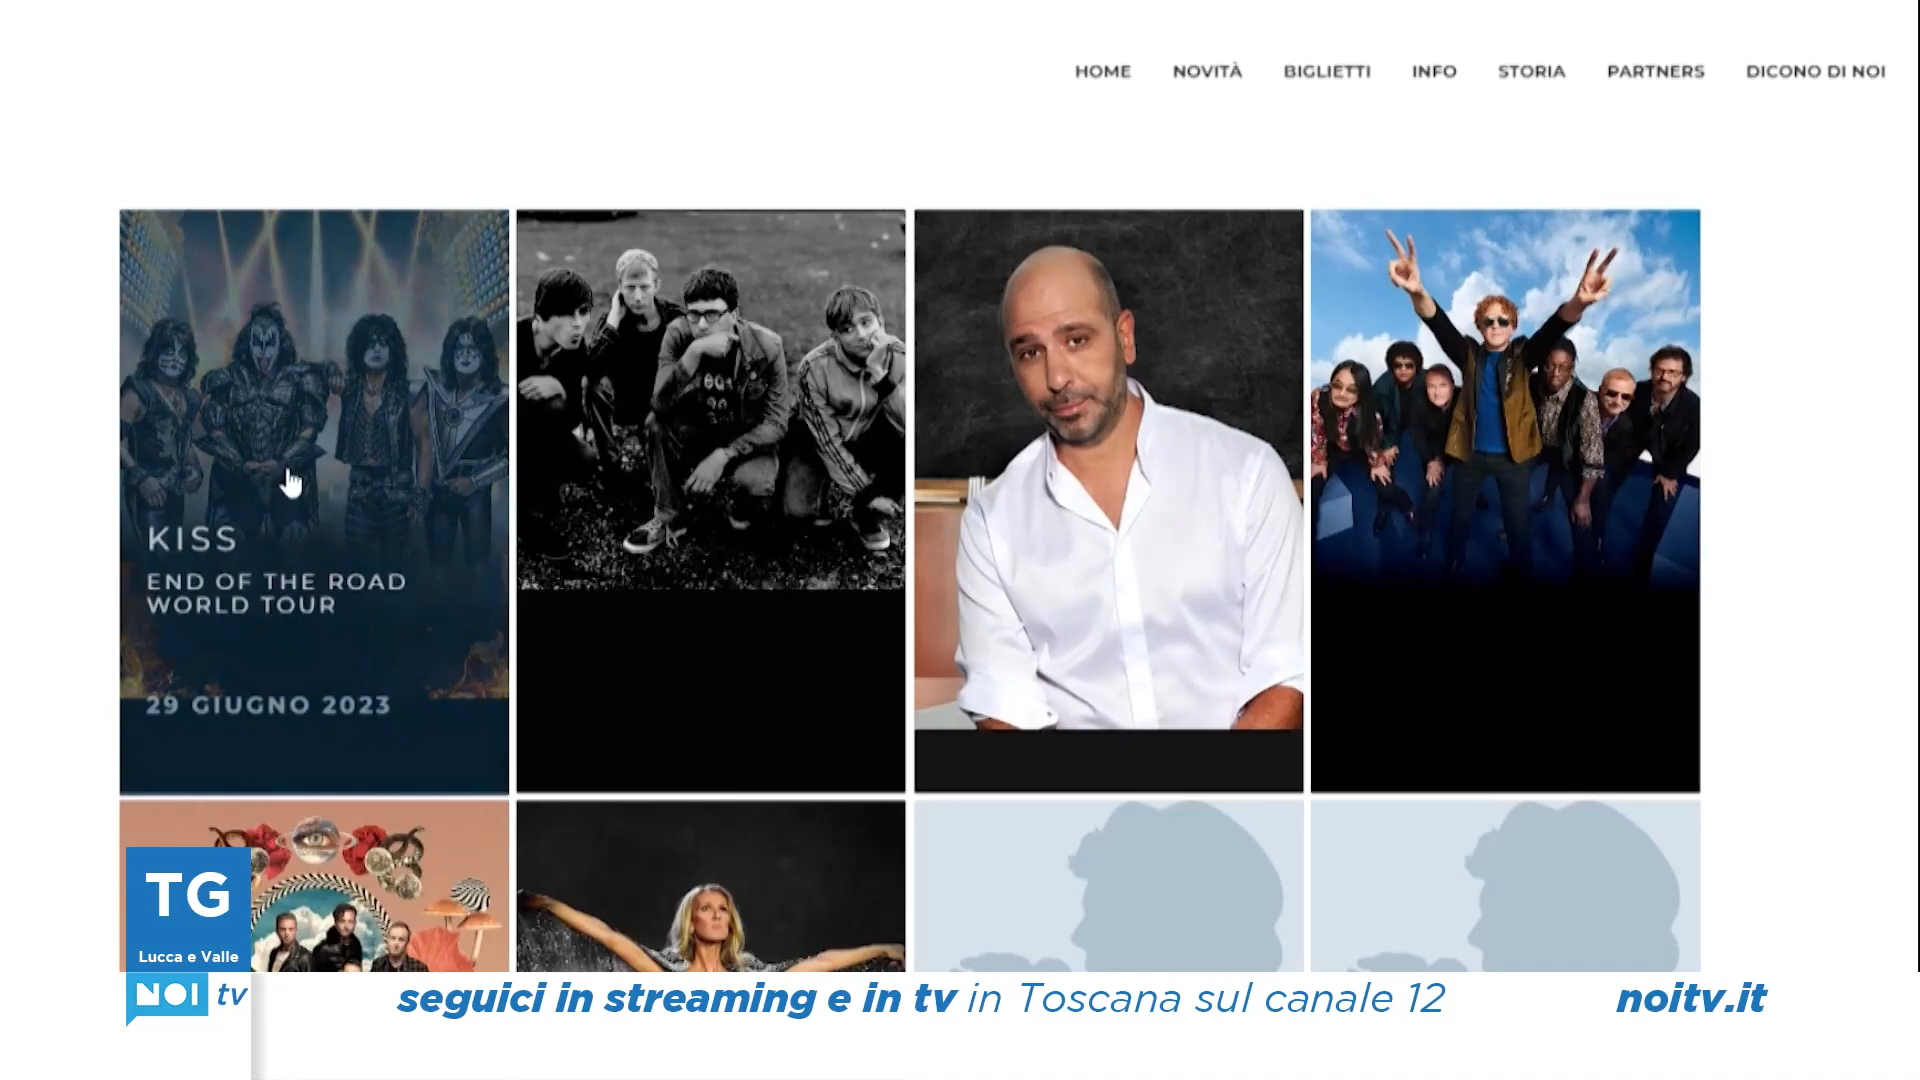 HOME NOVITÀ BIGLIETTI INFO STORIA PARTNERS DICONO DI NOI
KISS
END OF THE ROAD
WORLD TOUR
29 GIUGNO 2023
TG
Lucca e Valle
NOI tv
seguici in streaming e in tv in Toscana sul canale 12
noitv.it